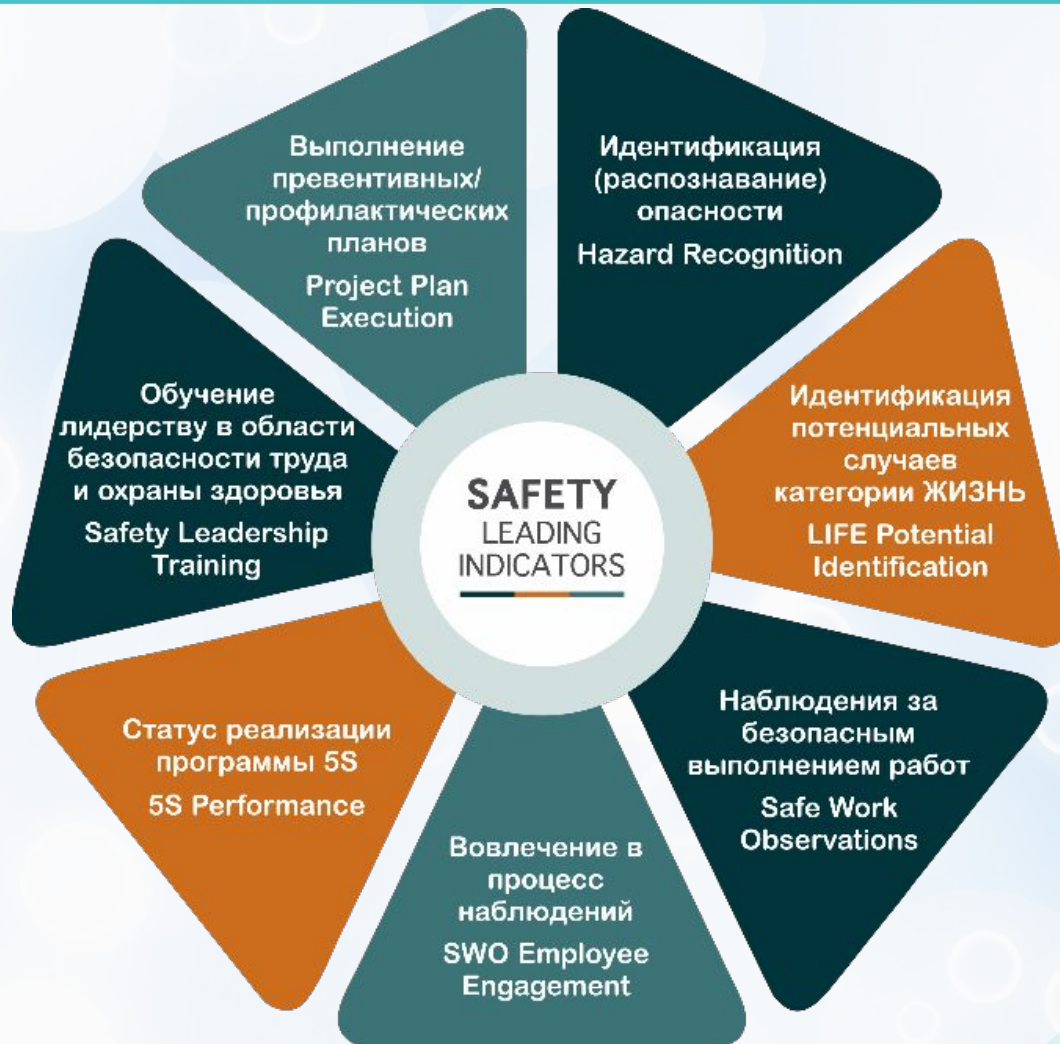 Выполнение
превентивных/
профилактических
планов
Project Plan
Execution
Идентификация
(распознавание)
опасности
Hazard Recognition
Идентификация
потенциальных
случаев
категории ЖИЗНЬ
LIFE Potential
Identification
Наблюдения за
безопасным
выполнением работ
Safe Work
Observations
Вовлечение в
процесс
наблюдений
SWO Employee
Engagement
Статус реализации
программы 5S
5S Performance
Обучение
лидерству в области
безопасности труда
и охраны здоровья
Safety Leadership
Training
SAFETY
LEADING
INDICATORS